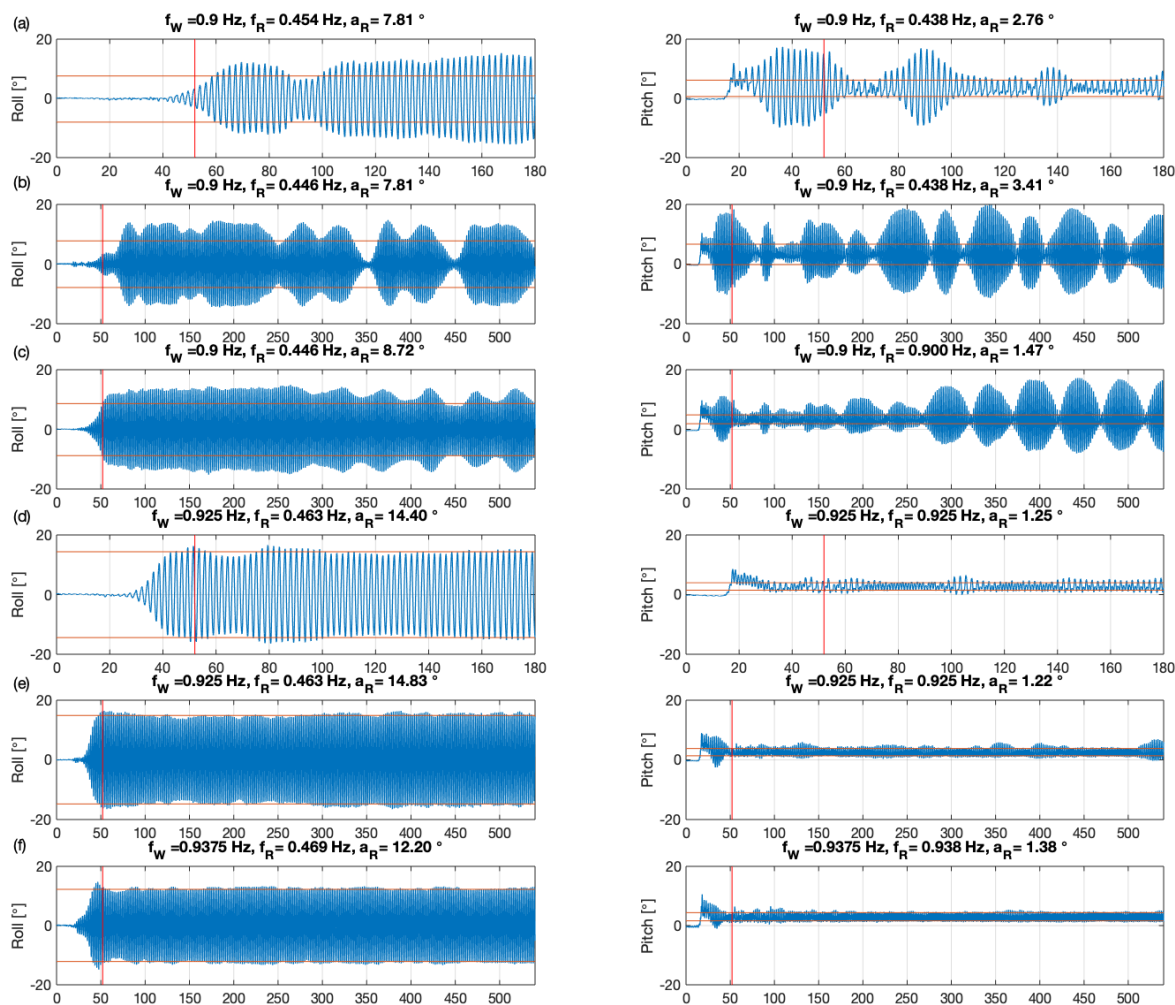 (a) f_W =0.9 Hz, f_R= 0.454 Hz, a_R= 7.81 ° f_W =0.9 Hz, f_R= 0.438 Hz, a_R= 2.76 °
20 20
Roll [°] 0 Pitch [°] 0
-20 -20
0 20 40 60 80 100 120 140 160 180 0 20 40 60 80 100 120 140 160 180
(b) f_W =0.9 Hz, f_R= 0.446 Hz, a_R= 7.81 ° f_W =0.9 Hz, f_R= 0.438 Hz, a_R= 3.41 °
20 20
Roll [°] 0 Pitch [°] 0
-20 -20
0 50 100 150 200 250 300 350 400 450 500 0 50 100 150 200 250 300 350 400 450 500
(c) f_W =0.9 Hz, f_R= 0.446 Hz, a_R= 8.72 ° f_W =0.9 Hz, f_R= 0.900 Hz, a_R= 1.47 °
20 20
Roll [°] 0 Pitch [°] 0
-20 -20
0 50 100 150 200 250 300 350 400 450 500 0 50 100 150 200 250 300 350 400 450 500
(d) f_W =0.925 Hz, f_R= 0.463 Hz, a_R= 14.40 ° f_W =0.925 Hz, f_R= 0.925 Hz, a_R= 1.25 °
20 20
Roll [°] 0 Pitch [°] 0
-20 -20
0 20 40 60 80 100 120 140 160 180 0 20 40 60 80 100 120 140 160 180
(e) f_W =0.925 Hz, f_R= 0.463 Hz, a_R= 14.83 ° f_W =0.925 Hz, f_R= 0.925 Hz, a_R= 1.22 °
20 20
Roll [°] 0 Pitch [°] 0
-20 -20
0 50 100 150 200 250 300 350 400 450 500 0 50 100 150 200 250 300 350 400 450 500
(f) f_W =0.9375 Hz, f_R= 0.469 Hz, a_R= 12.20 ° f_W =0.9375 Hz, f_R= 0.938 Hz, a_R= 1.38 °
20 20
Roll [°] 0 Pitch [°] 0
-20 -20
0 50 100 150 200 250 300 350 400 450 500 0 50 100 150 200 250 300 350 400 450 500